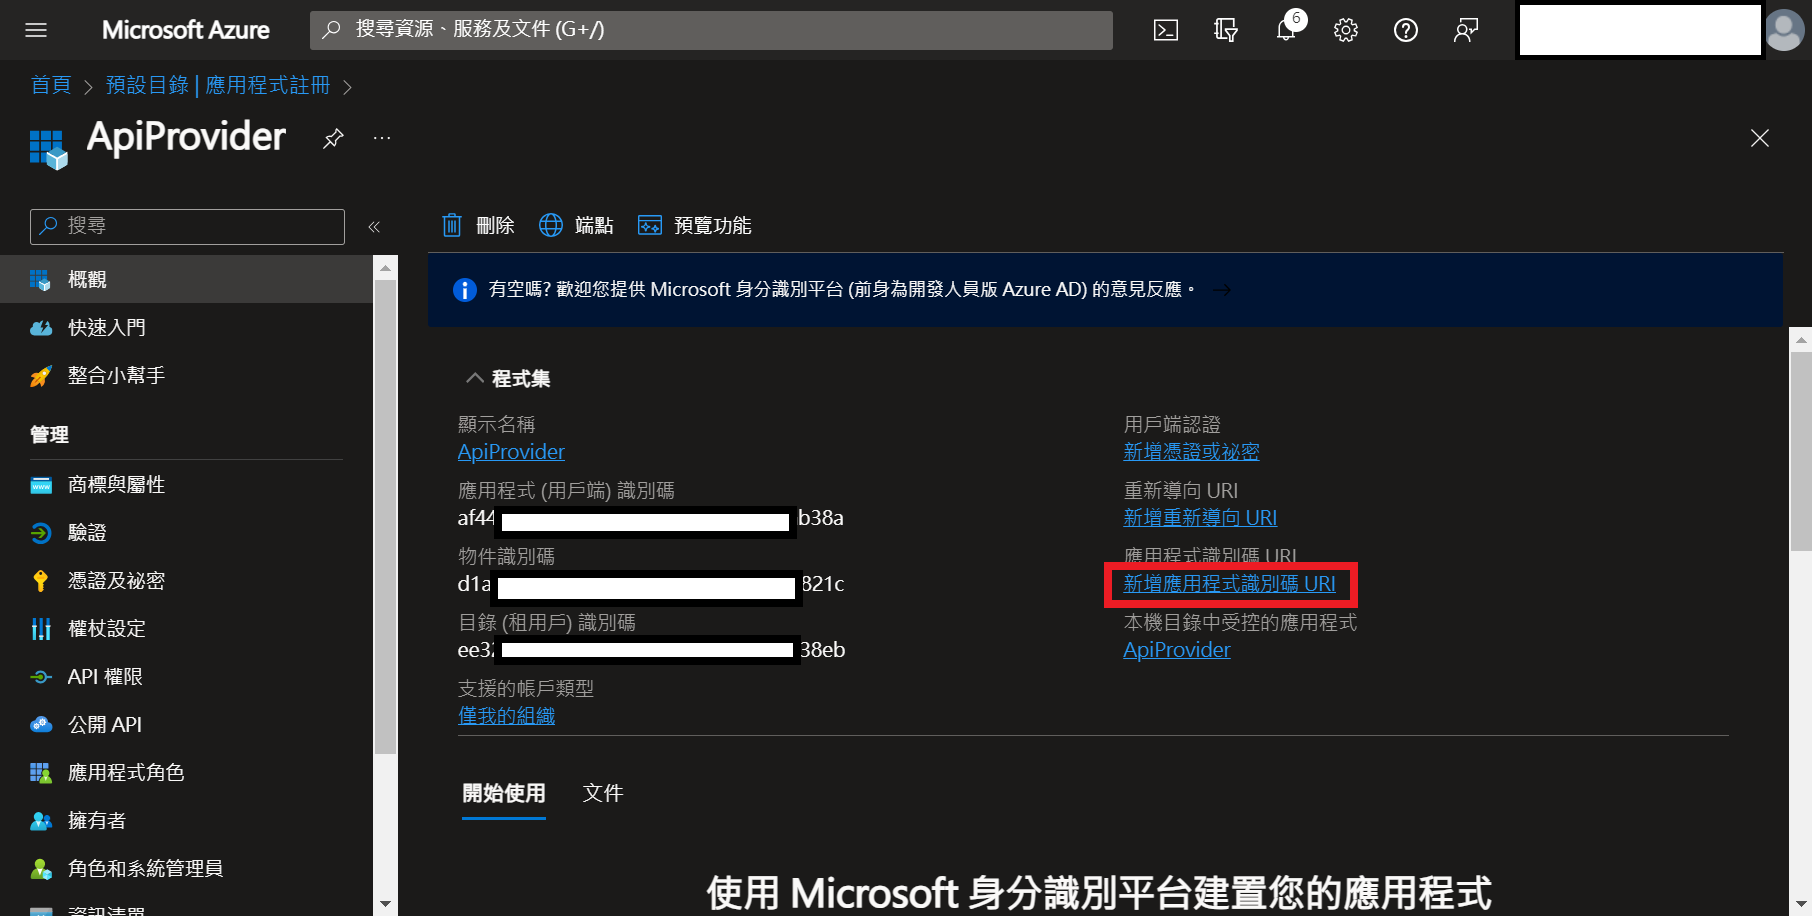 Microsoft Azure
搜尋資源、服務及文件 (G+/)
6
首頁
預設目錄 | 應用程式註冊
ApiProvider
搜尋
刪除
端點
預覽功能
概觀
快速入門
整合小幫手
管理
商標與屬性
驗證
憑證及祕密
權杖設定
API 權限
公開 API
應用程式角色
擁有者
角色和系統管理員
資訊清單
有空嗎? 歡迎您提供 Microsoft 身分識別平台 (前身為開發人員版 Azure AD) 的意見反應。
程式集
顯示名稱
ApiProvider
應用程式 (用戶端) 識別碼
af44 b38a
物件識別碼
d1a 821c
目錄 (租用戶) 識別碼
ee32 38eb
支援的帳戶類型
僅我的組織
用戶端認證
新增憑證或祕密
重新導向 URI
新增重新導向 URI
應用程式識別碼 URI
新增應用程式識別碼 URI
本機目錄中受控的應用程式
ApiProvider
開始使用
文件
使用 Microsoft 身分識別平台建置您的應用程式